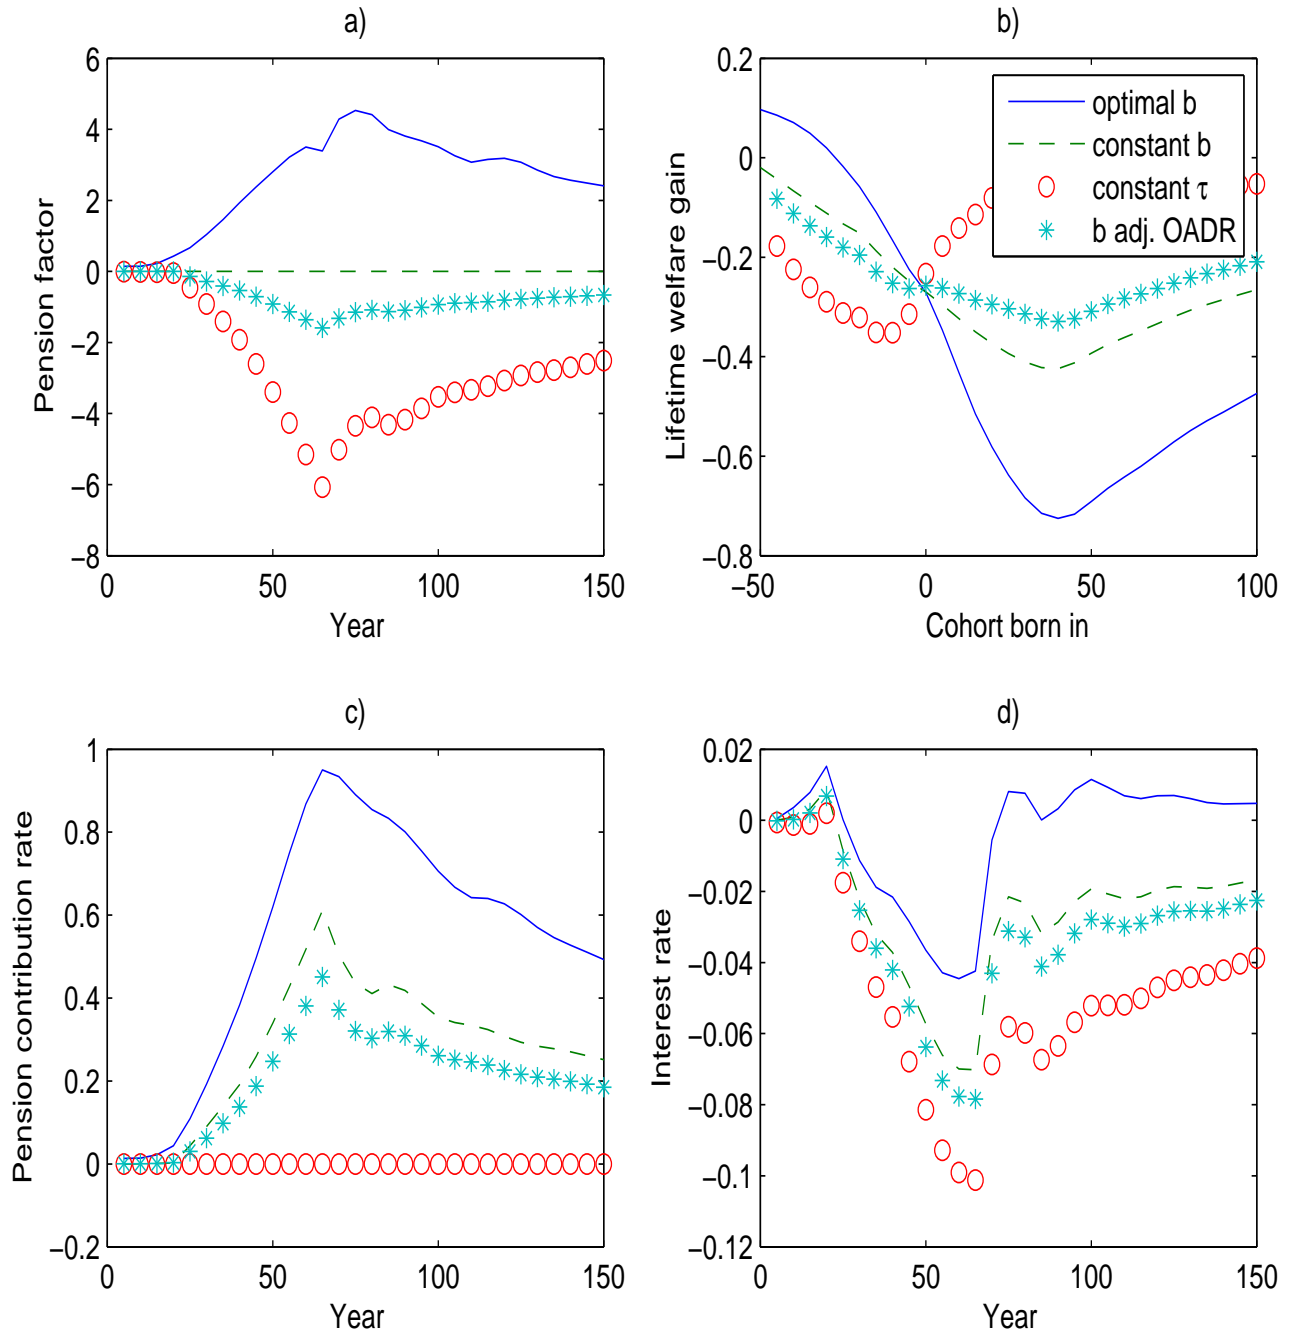 a)
6
4
2
0
−2
−4
−6
−8
0
50
100
150
Pension factor
Year
b)
0.2
0
−0.2
−0.4
−0.6
−0.8
−50
0
50
100
Lifetime welfare gain
Cohort born in
optimal b
constant b
constant τ
b adj. OADR
c)
1
0.8
0.6
0.4
0.2
0
−0.2
0
50
100
150
Pension contribution rate
Year
d)
0.02
0
−0.02
−0.04
−0.06
−0.08
−0.1
−0.12
0
50
100
150
Interest rate
Year